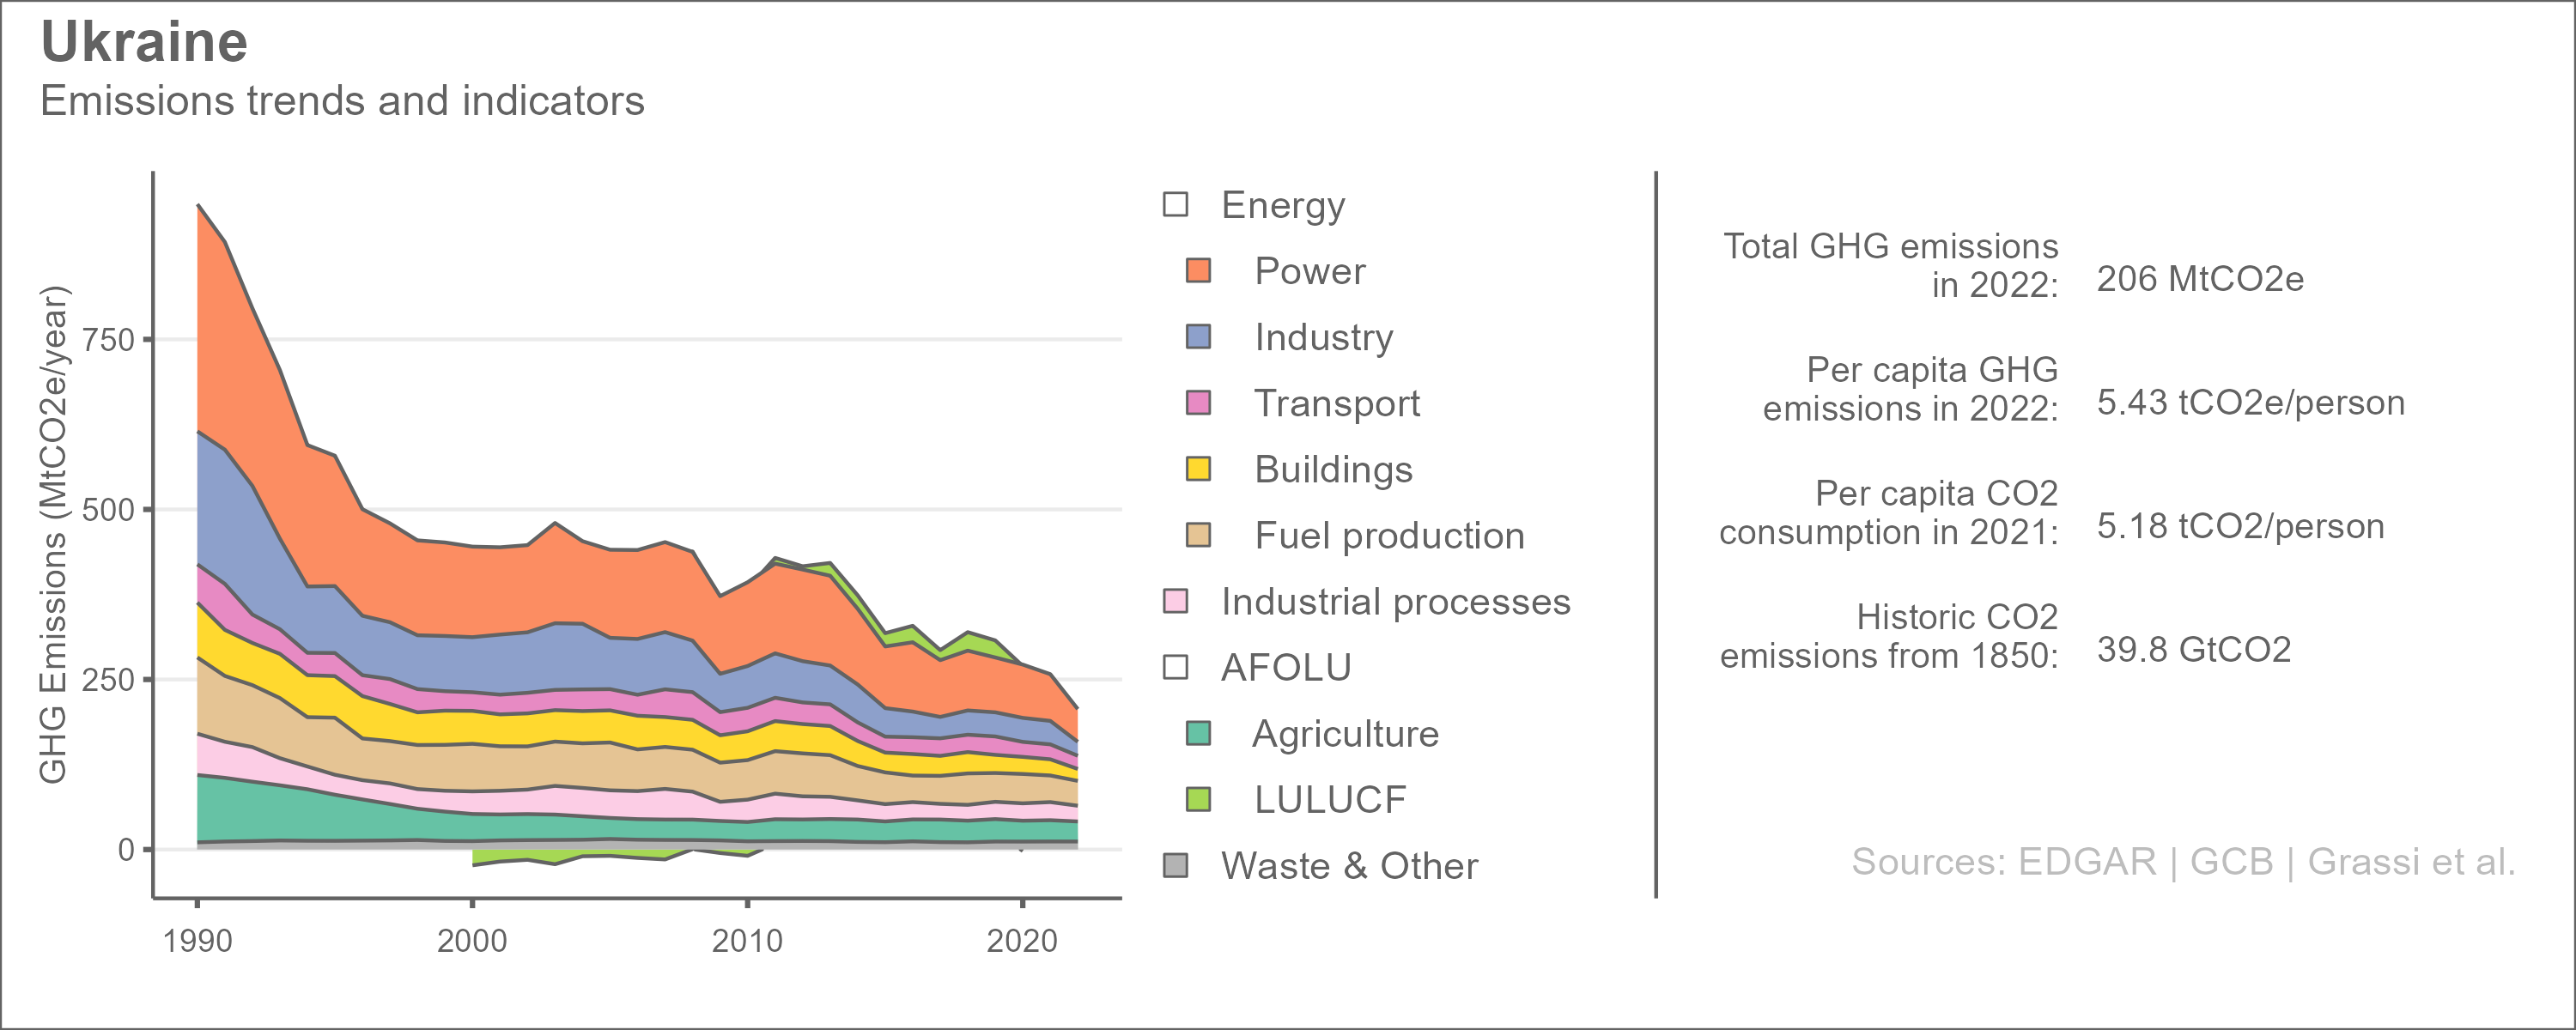 Ukraine
Emissions trends and indicators
GHG Emissions (MtCO2e/year)
750
500
250
0
1990
2000
2010
2020
Energy
Power
Industry
Transport
Buildings
Fuel production
Industrial processes
AFOLU
Agriculture
LULUCF
Waste & Other
Total GHG emissions
in 2022:
206 MtCO2e
Per capita GHG
emissions in 2022:
5.43 tCO2e/person
Per capita CO2
consumption in 2021:
5.18 tCO2/person
Historic CO2
emissions from 1850:
39.8 GtCO2
Sources: EDGAR | GCB | Grassi et al.